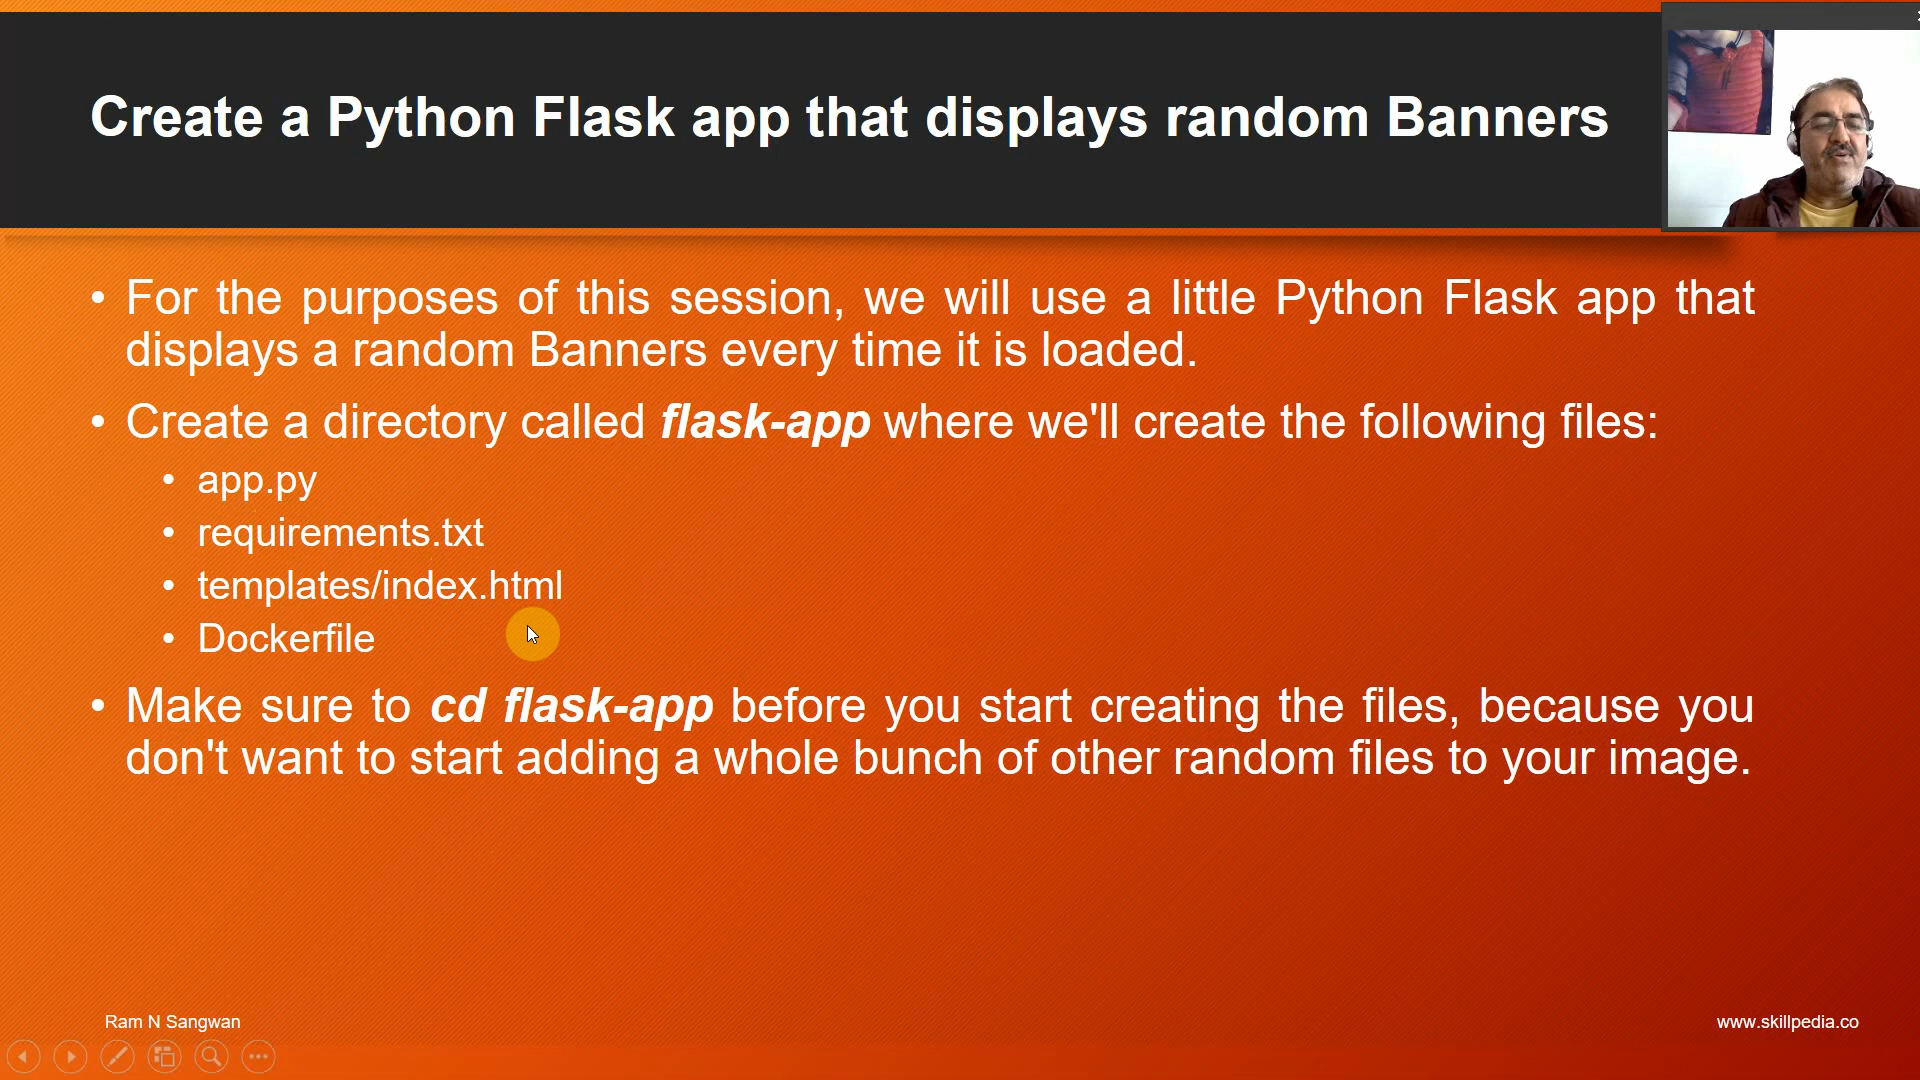 Create a Python Flask app that displays random Banners
• For the purposes of this session, we will use a little Python Flask app that
displays a random Banners every time it is loaded.
• Create a directory called flask-app where we'll create the following files:
• app.py
• requirements.txt
• templates/index.html
• Dockerfile
• Make sure to cd flask-app before you start creating the files, because you
don't want to start adding a whole bunch of other random files to your image.
Ram N Sangwan
www.skillpedia.co